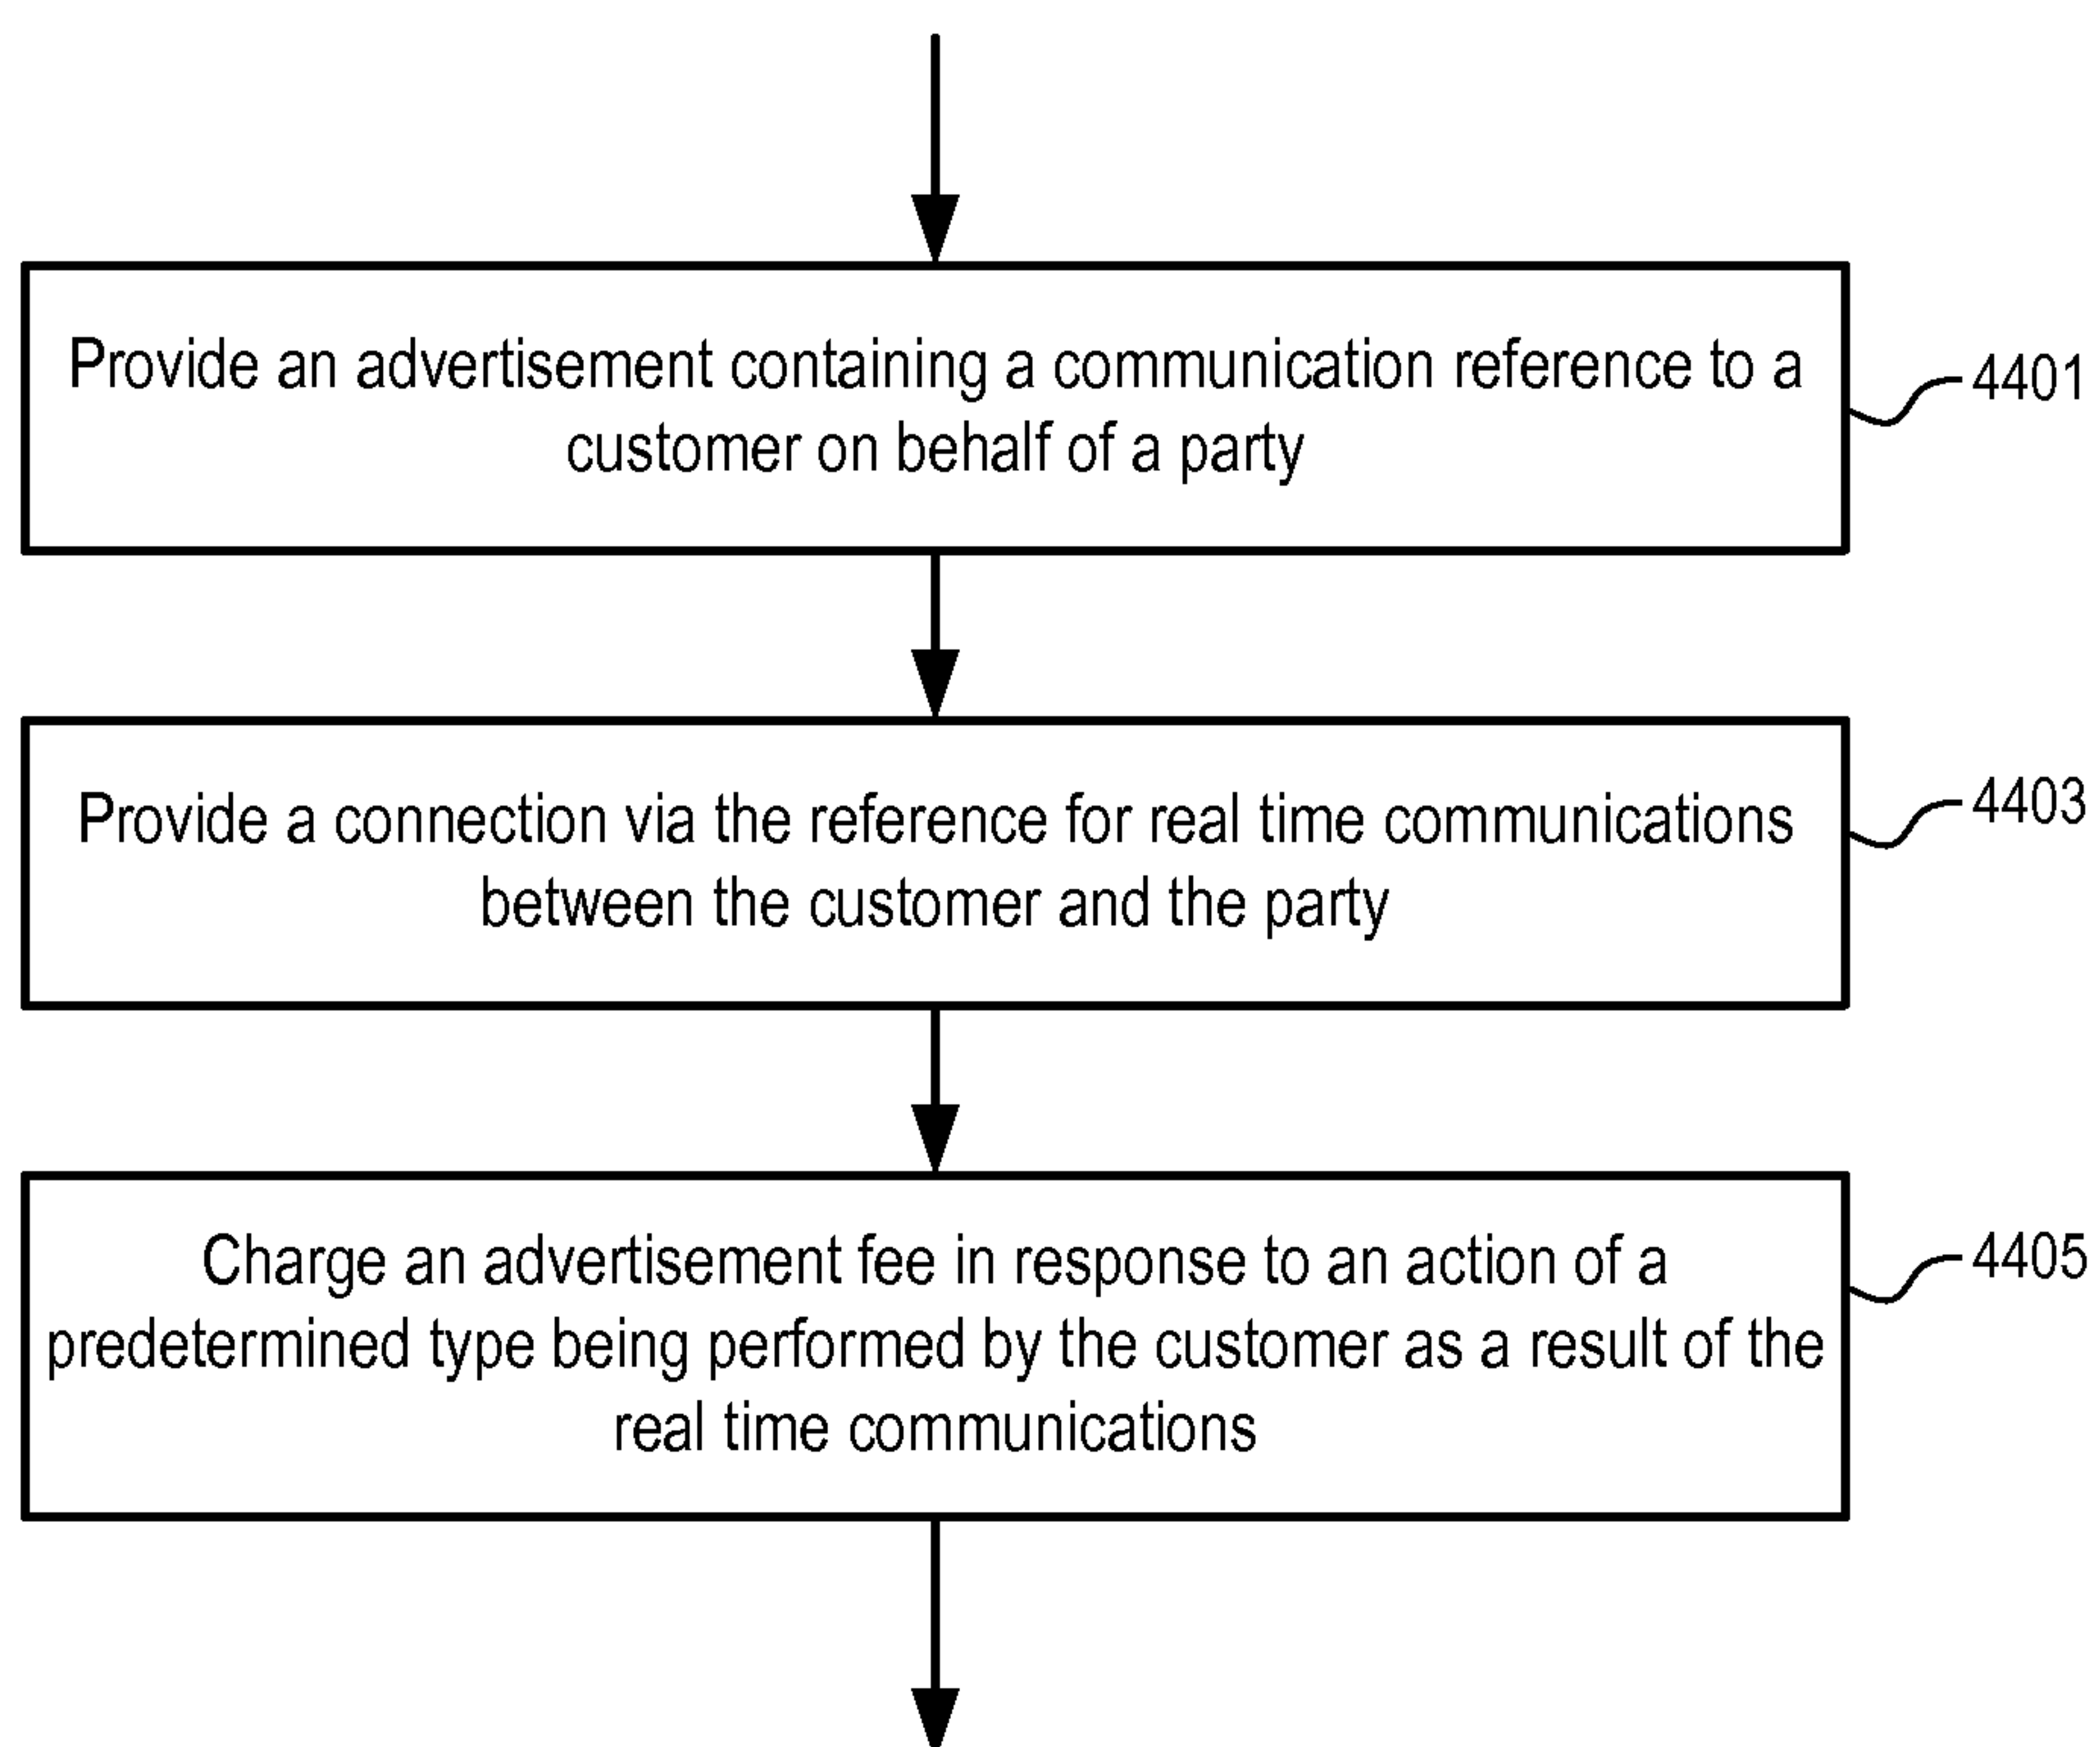 Provide an advertisement containing a communication reference to a
customer on behalf of a party
4401
Provide a connection via the reference for real time communications
between the customer and the party
4403
Charge an advertisement fee in response to an action of a
predetermined type being performed by the customer as a result of the
real time communications
4405